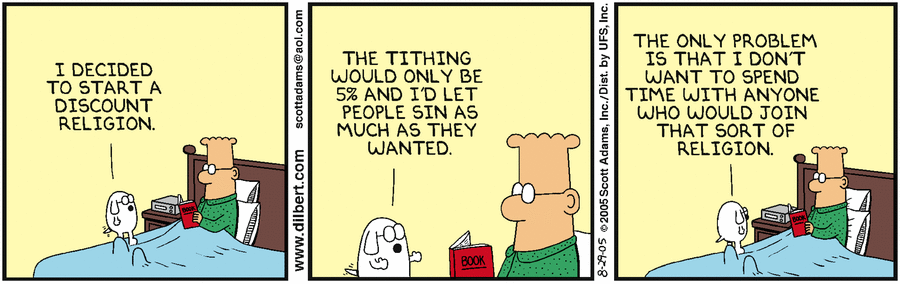 I DECIDED
TO START A
DISCOUNT
RELIGION.
BOOK
www.dilbert.com
scottadams@aol.com
THE TITHING
WOULD ONLY BE
5% AND I'D LET
PEOPLE SIN AS
MUCH AS THEY
WANTED.
BOOK
8-29-05 ©2005 Scott Adams, Inc./Dist. by UFS, Inc.
THE ONLY PROBLEM
IS THAT I DON'T
WANT TO SPEND
TIME WITH ANYONE
WHO WOULD JOIN
THAT SORT OF
RELIGION.
BOOK